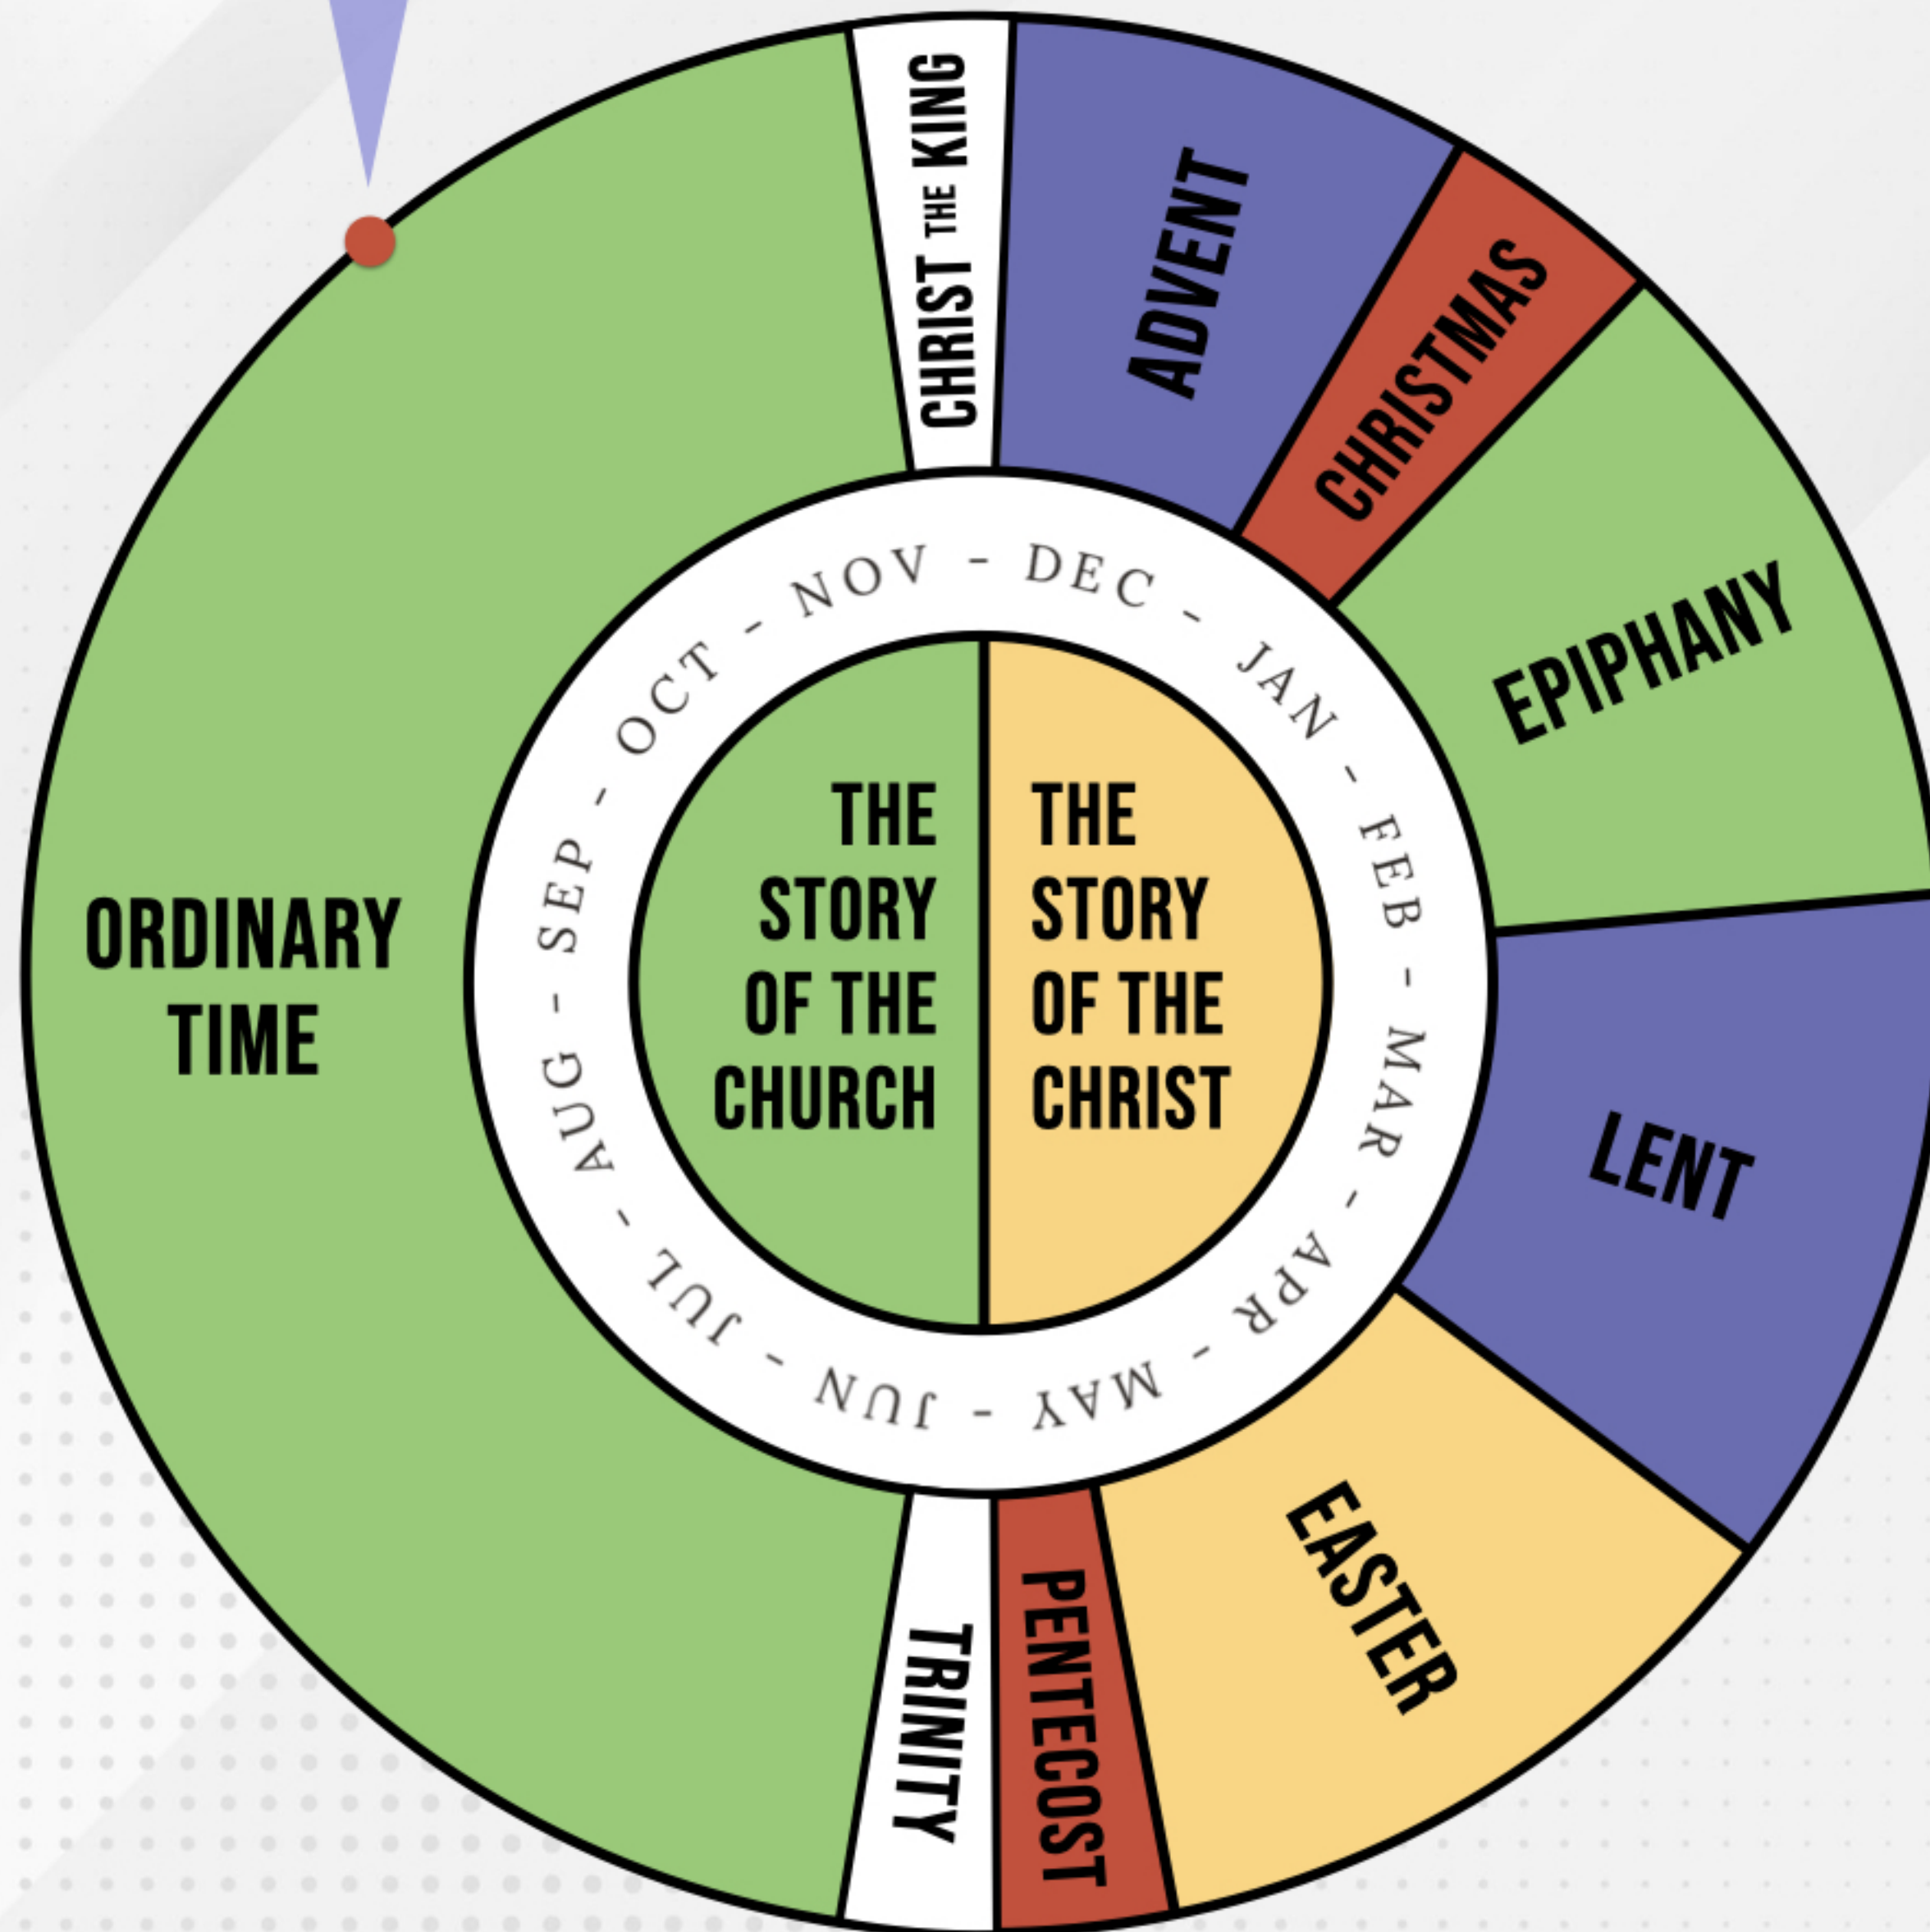 CHRIST THE KING
ADVENT
CHRISTMAS
EPIPHANY
LENT
EASTER
PENTECOST
TRINITY
ORDINARY
TIME
DEC - JAN - FEB - MAR - APR - MAY - JUN - JUL - AUG - SEP - OCT - NOV -
THE
STORY
OF THE
CHURCH
THE
STORY
OF THE
CHRIST